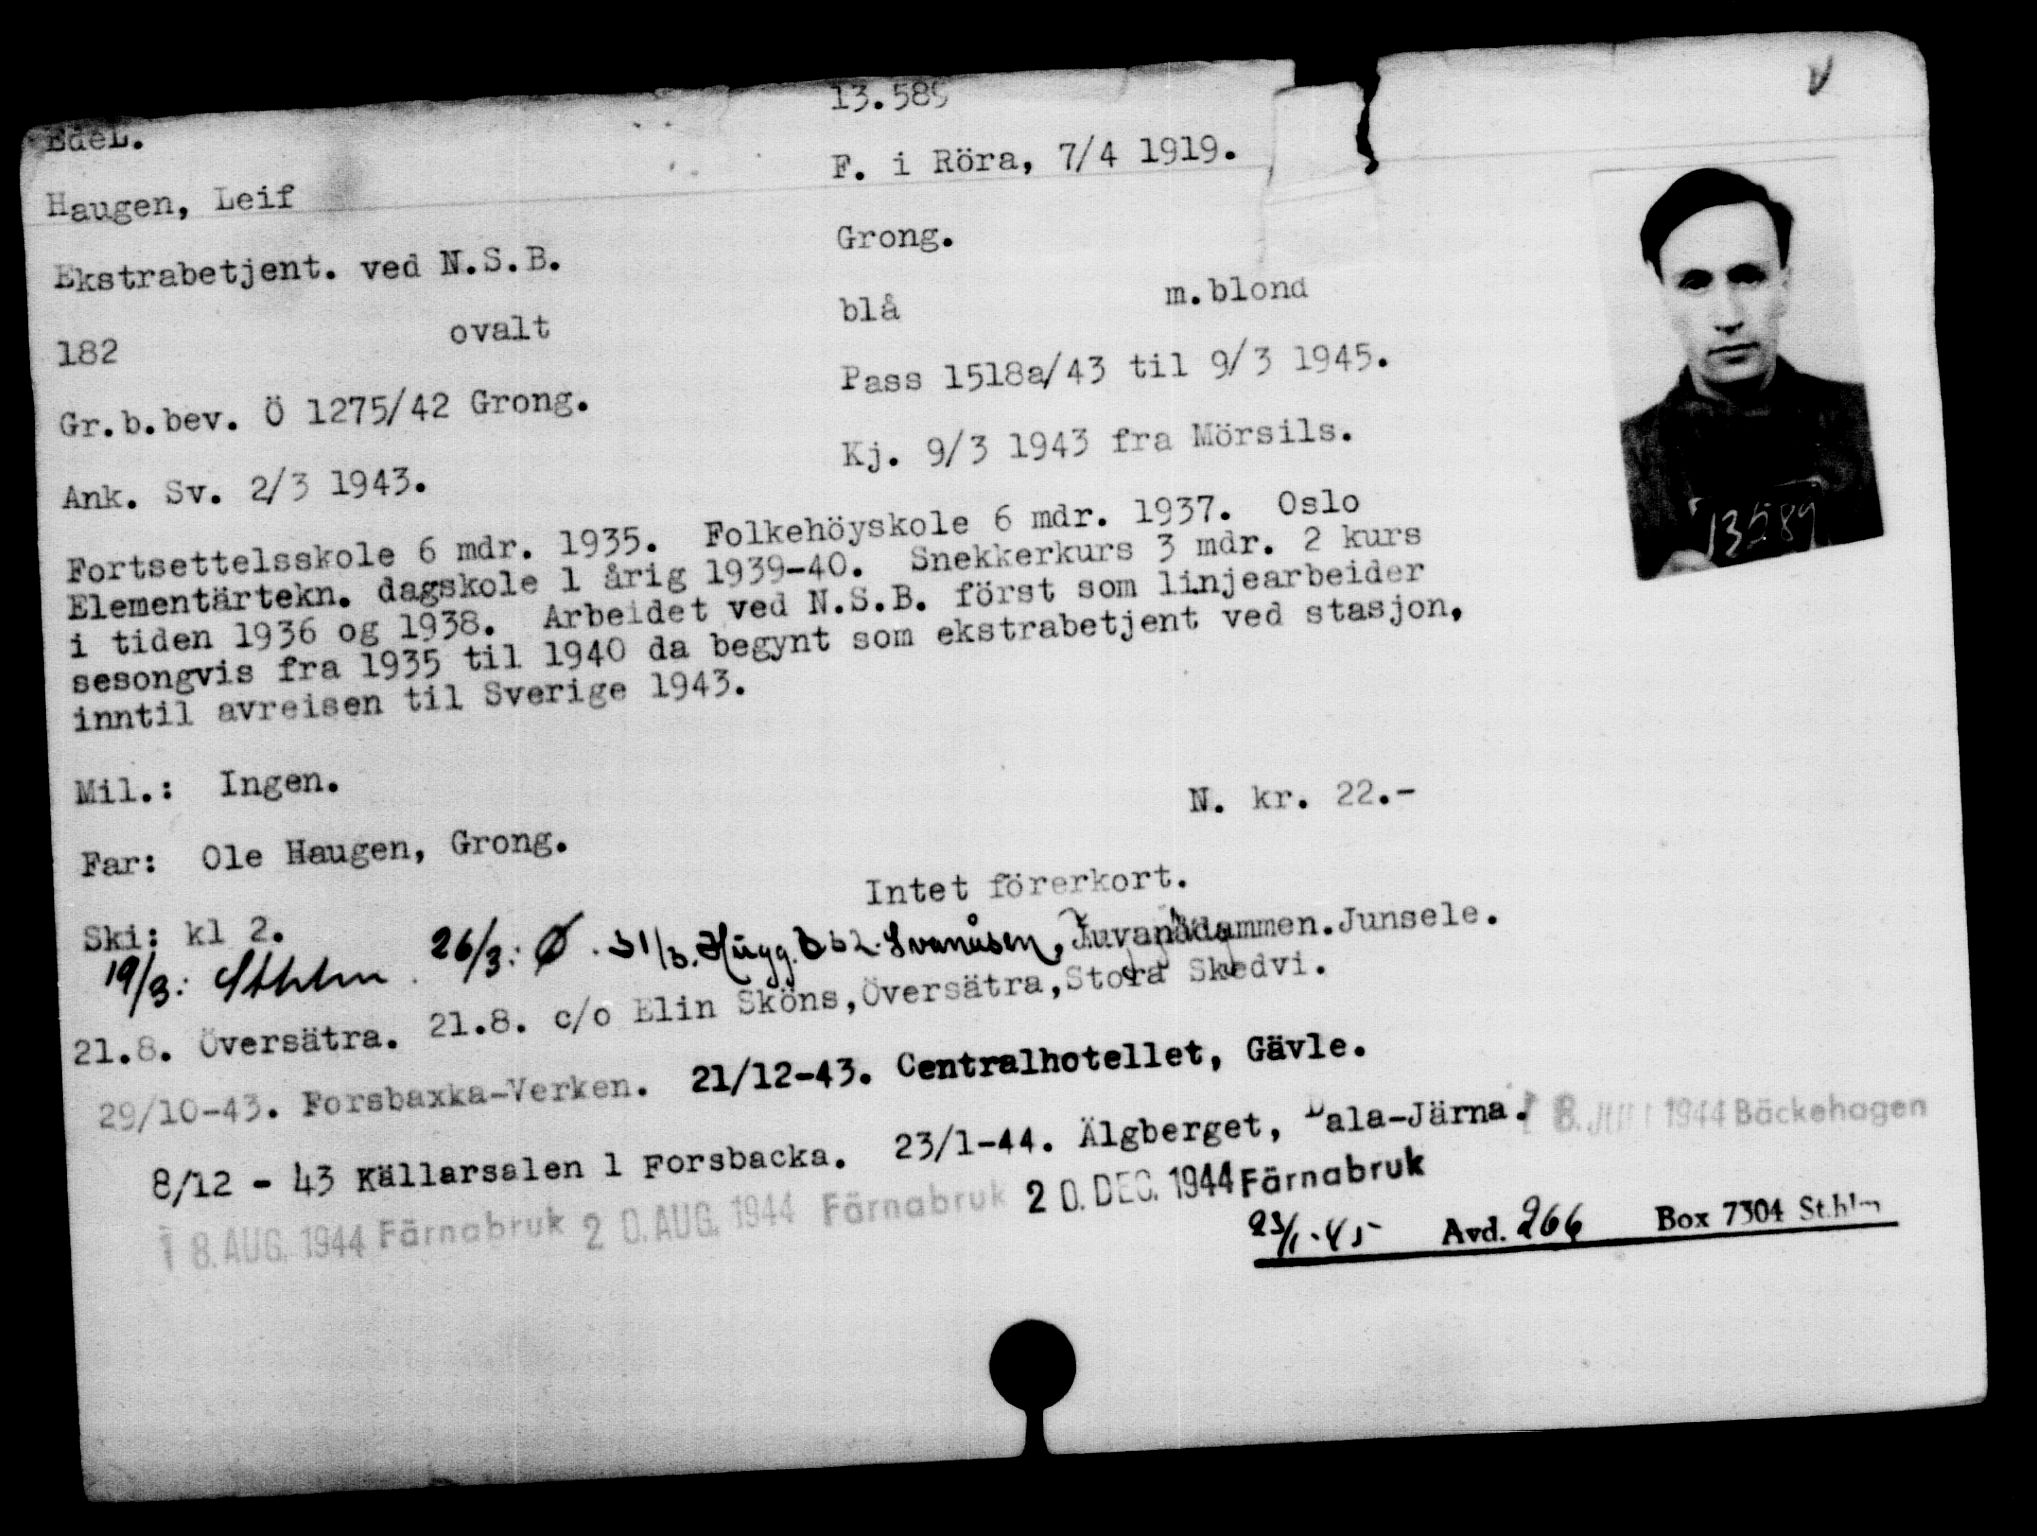 EdeL. 13.589
Haugen, Leif F. i Röra, 7/4 1919.
Ekstrabetjent. ved N.S.B. Grong.
182 ovalt blå m.blond
Gr.b.bev. Ö 1275/42 Grong. Pass 1518a/43 til 9/3 1945.
Ank. Sv. 2/3 1943. Kj. 9/3 1943 fra Mörsils.
Fortsettelsskole 6 mdr. 1935. Folkehöyskole 6 mdr. 1937. Oslo
Elementärtekn. dagskole 1 årig 1939-40. Snekkerkurs 3 mdr. 2 kurs
i tiden 1936 og 1938. Arbeidet ved N.S.B. först som linjearbeider
sesongvis fra 1935 til 1940 da begynt som ekstrabetjent ved stasjon,
inntil avreisen til Sverige 1943.
Mil.: Ingen.
N. kr. 22.-
Far: Ole Haugen, Grong.
Intet förerkort.
Ski: kl 2.
19/3: Sthlm. 26/3: Ø. 31/3. Hugg. Junsele.
21.8. Översätra. 21.8. c/o Elin Sköns, Översätra, Stora Skedvi.
29/10-43. Forsbaxka-Verken. 21/12-43. Centralhotellet, Gävle.
8/12 - 43 Källarsalen 1 Forsbacka. 23/1-44. Älgberget, Dala-Järna. 1944 Bäckehagen
18. AUG. 1944 Färnabruk 20. AUG. 1944 Färnabruk 20. DEC. 1944 Färnabruk
23/1-45 Avd. 266 Box 7304 Sthlm
13589